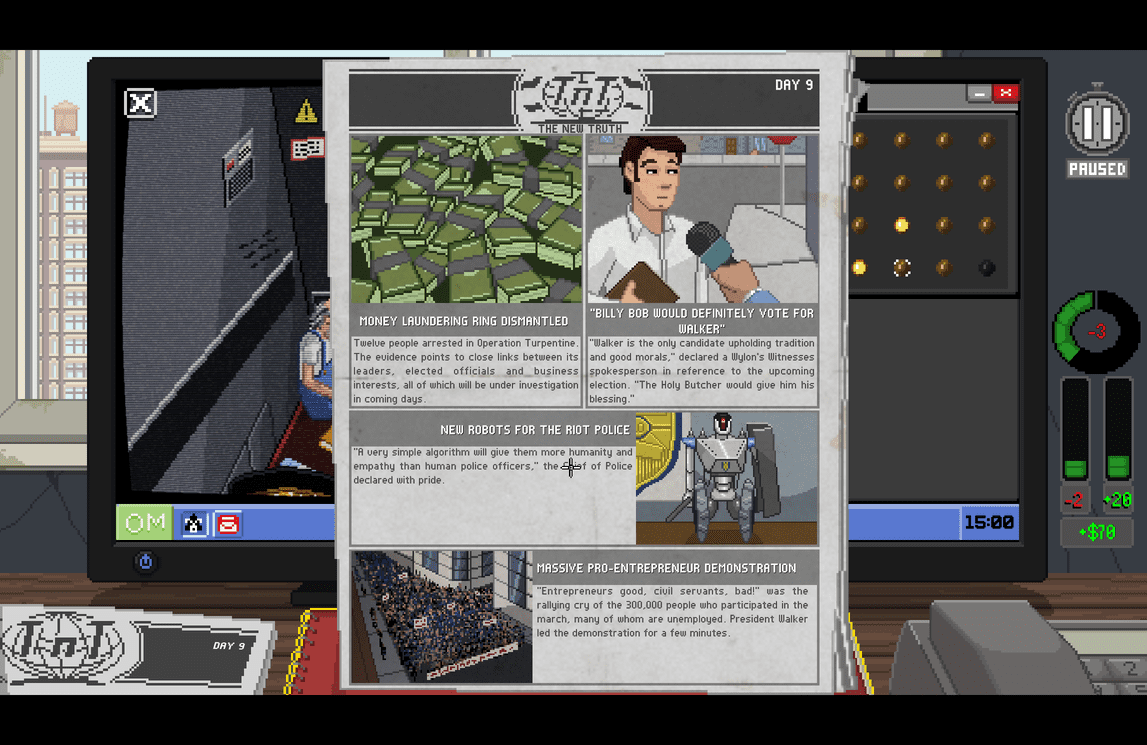 DAY 9
TnT
THE NEW TRUTH
PAUSED
MONEY LAUNDERING RING DISMANTLED
Twelve people arrested in Operation Turpentine.
The evidence points to close links between its
leaders, elected officials and business
interests, all of which will be under investigation
in coming days.
"BILLY BOB WOULD DEFINITELY VOTE FOR
WALKER"
"Walker is the only candidate upholding tradition
and good morals," declared a Wylon's Witnesses
spokesperson in reference to the upcoming
election. "The Holy Butcher would give him his
blessing."
-3
NEW ROBOTS FOR THE RIOT POLICE
"A very simple algorithm will give them more humanity and
empathy than human police officers," the of Police
declared with pride.
-2
+20
+$70
OM
15:00
MASSIVE PRO-ENTREPRENEUR DEMONSTRATION
"Entrepreneurs good, civil servants, bad!" was the
rallying cry of the 300,000 people who participated in the
march, many of whom are unemployed. President Walker
led the demonstration for a few minutes.
TnT
DAY 9
2